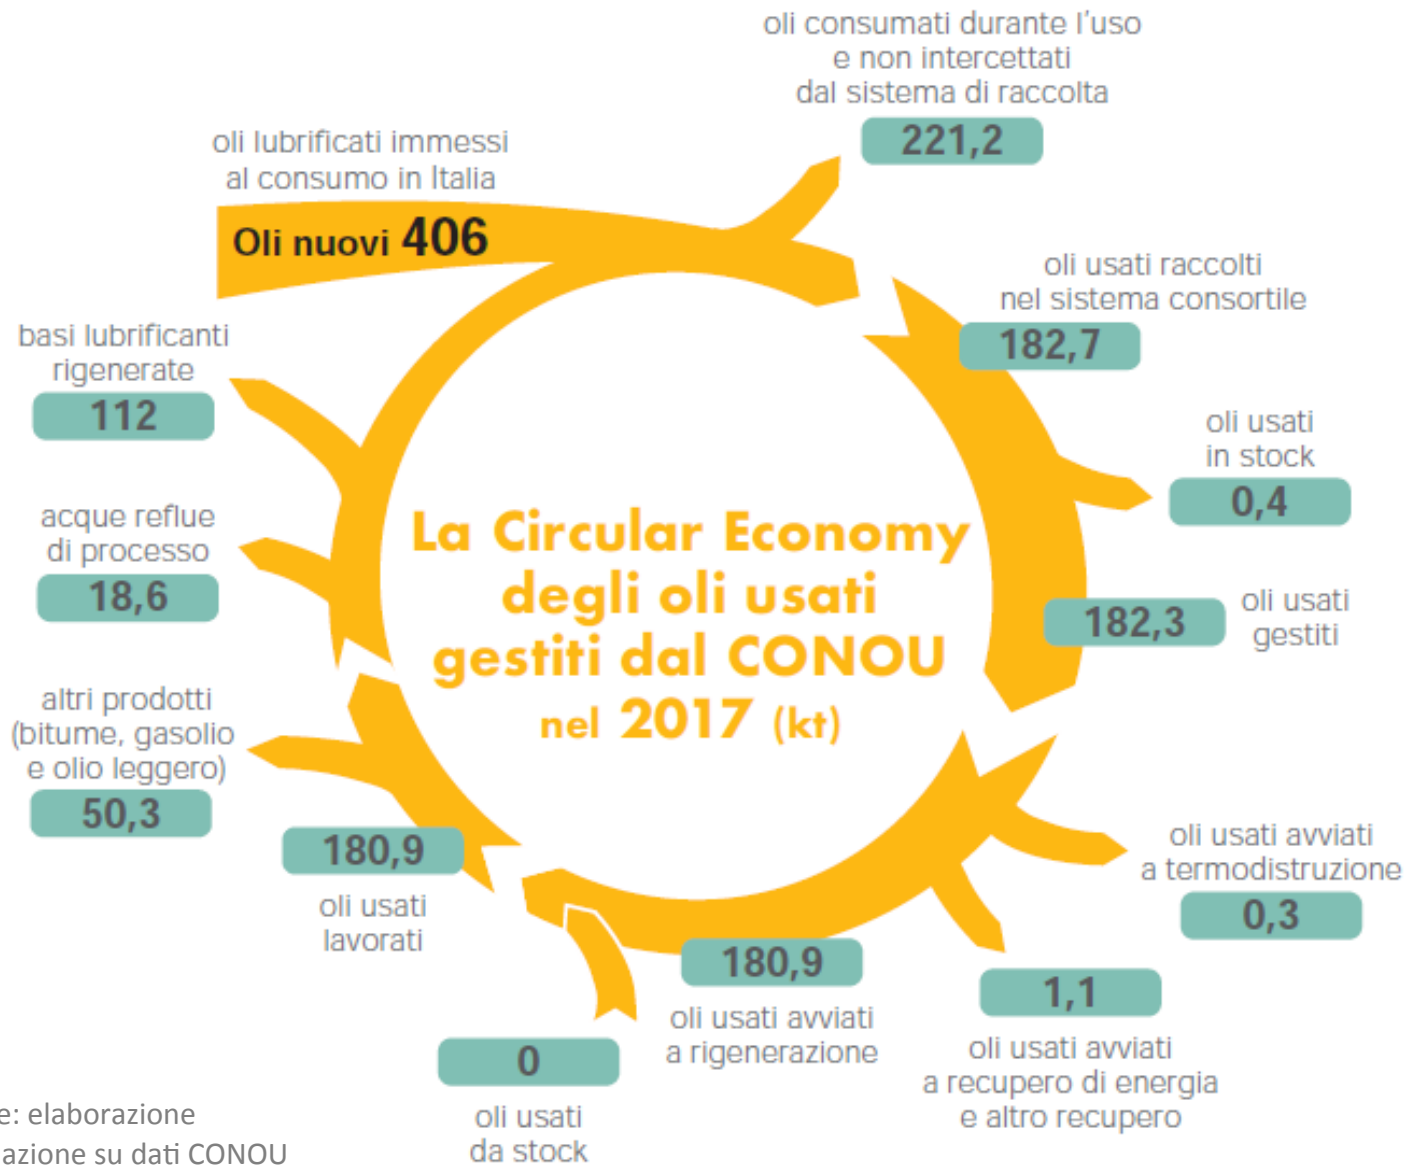 oli consumati durante l'uso
e non intercettati
dal sistema di raccolta
221,2
oli lubrificati immessi
al consumo in Italia
Oli nuovi 406
oli usati raccolti
nel sistema consortile
182,7
basi lubrificanti
rigenerate
112
oli usati
in stock
0,4
acque reflue
di processo
18,6
La Circular Economy
degli oli usati
gestiti dal CONOU
nel 2017 (kt)
182,3
oli usati
gestiti
altri prodotti
(bitume, gasolio
e olio leggero)
50,3
180,9
oli usati
lavorati
oli usati avviati
a termodistruzione
0,3
180,9
oli usati avviati
a rigenerazione
1,1
oli usati avviati
a recupero di energia
e altro recupero
0
oli usati
da stock
e: elaborazione
azione su dati CONOU